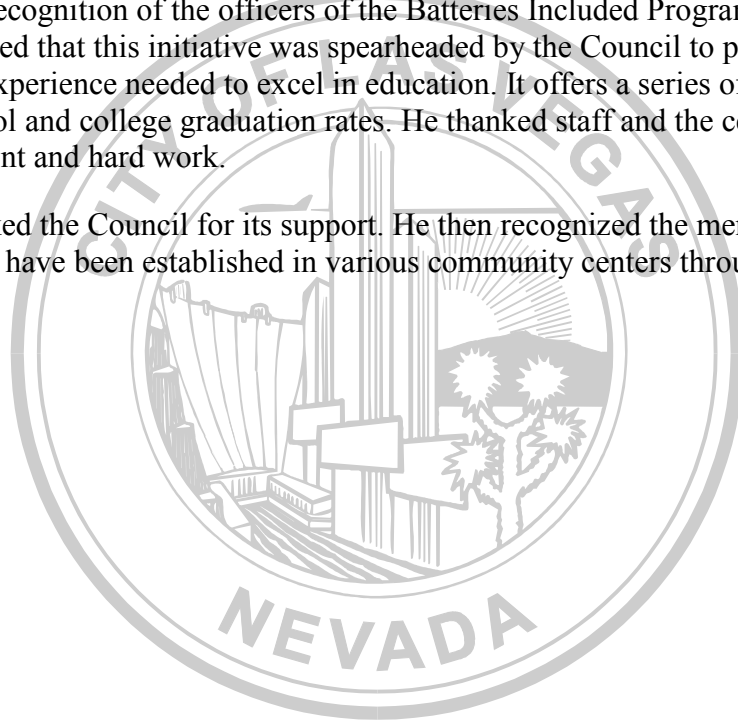 ecognition of the officers of the Batteries Included Progra
ed that this initiative was spearheaded by the Council to p
xperience needed to excel in education. It offers a series o
ol and college graduation rates. He thanked staff and the c
nt and hard work.
ked the Council for its support. He then recognized the me
have been established in various community centers throu
CITY OF LAS VEGAS
NEVADA